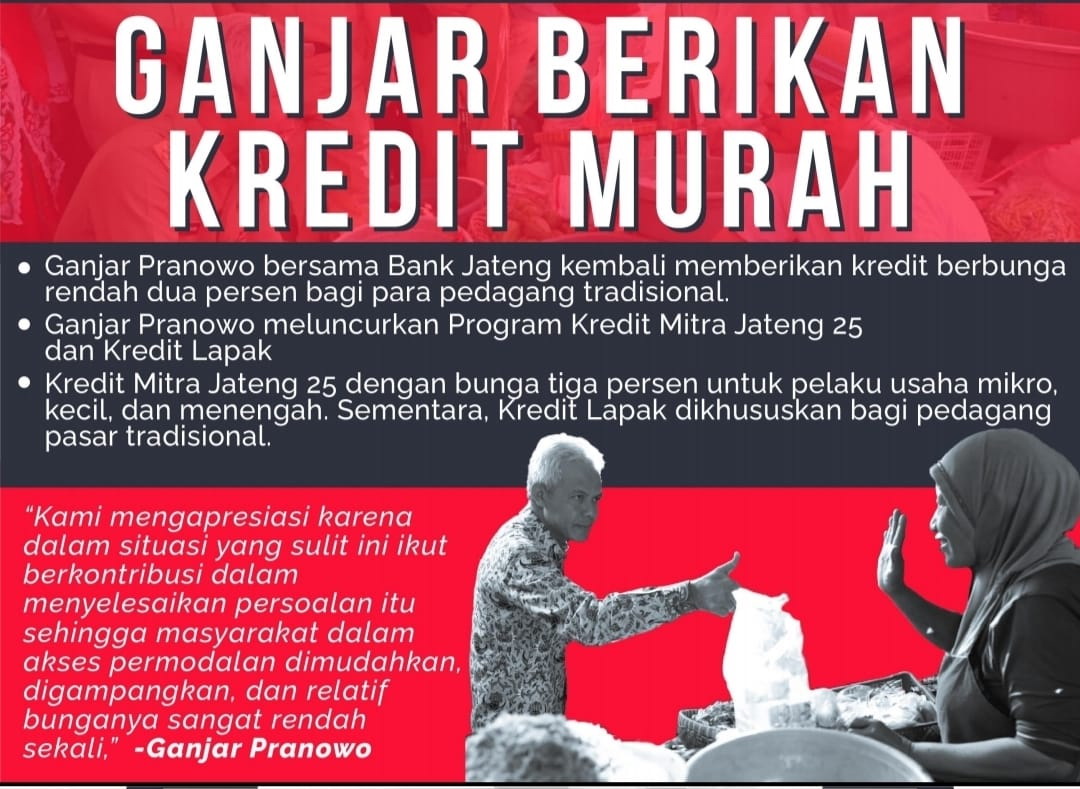 GANJAR BERIKAN
KREDIT MURAH
• Ganjar Pranowo bersama Bank Jateng kembali memberikan kredit berbunga
rendah dua persen bagi para pedagang tradisional.
• Ganjar Pranowo meluncurkan Program Kredit Mitra Jateng 25
dan Kredit Lapak
• Kredit Mitra Jateng 25 dengan bunga tiga persen untuk pelaku usaha mikro,
kecil, dan menengah. Sementara, Kredit Lapak dikhususkan bagi pedagang
pasar tradisional.
“Kami mengapresiasi karena
dalam situasi yang sulit ini ikut
berkontribusi dalam
menyelesaikan persoalan itu
sehingga masyarakat dalam
akses permodalan dimudahkan,
digampangkan, dan relatif
bunganya sangat rendah
sekali,” -Ganjar Pranowo